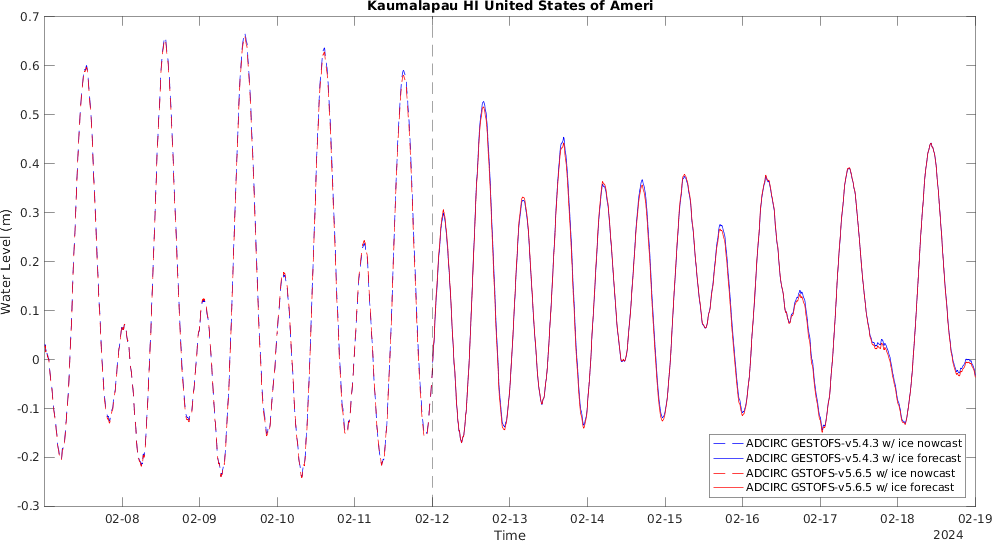 Kaumalapau HI United States of Ameri
0.7
0.6
0.5
0.4
0.3
0.2
0.1
0
-0.1
-0.2
-0.3
Water Level (m)
02-08 02-09 02-10 02-11 02-12 02-13 02-14 02-15 02-16 02-17 02-18 02-19
Time
2024
ADCIRC GESTOFS-v5.4.3 w/ ice nowcast
ADCIRC GESTOFS-v5.4.3 w/ ice forecast
ADCIRC GSTOFS-v5.6.5 w/ ice nowcast
ADCIRC GSTOFS-v5.6.5 w/ ice forecast